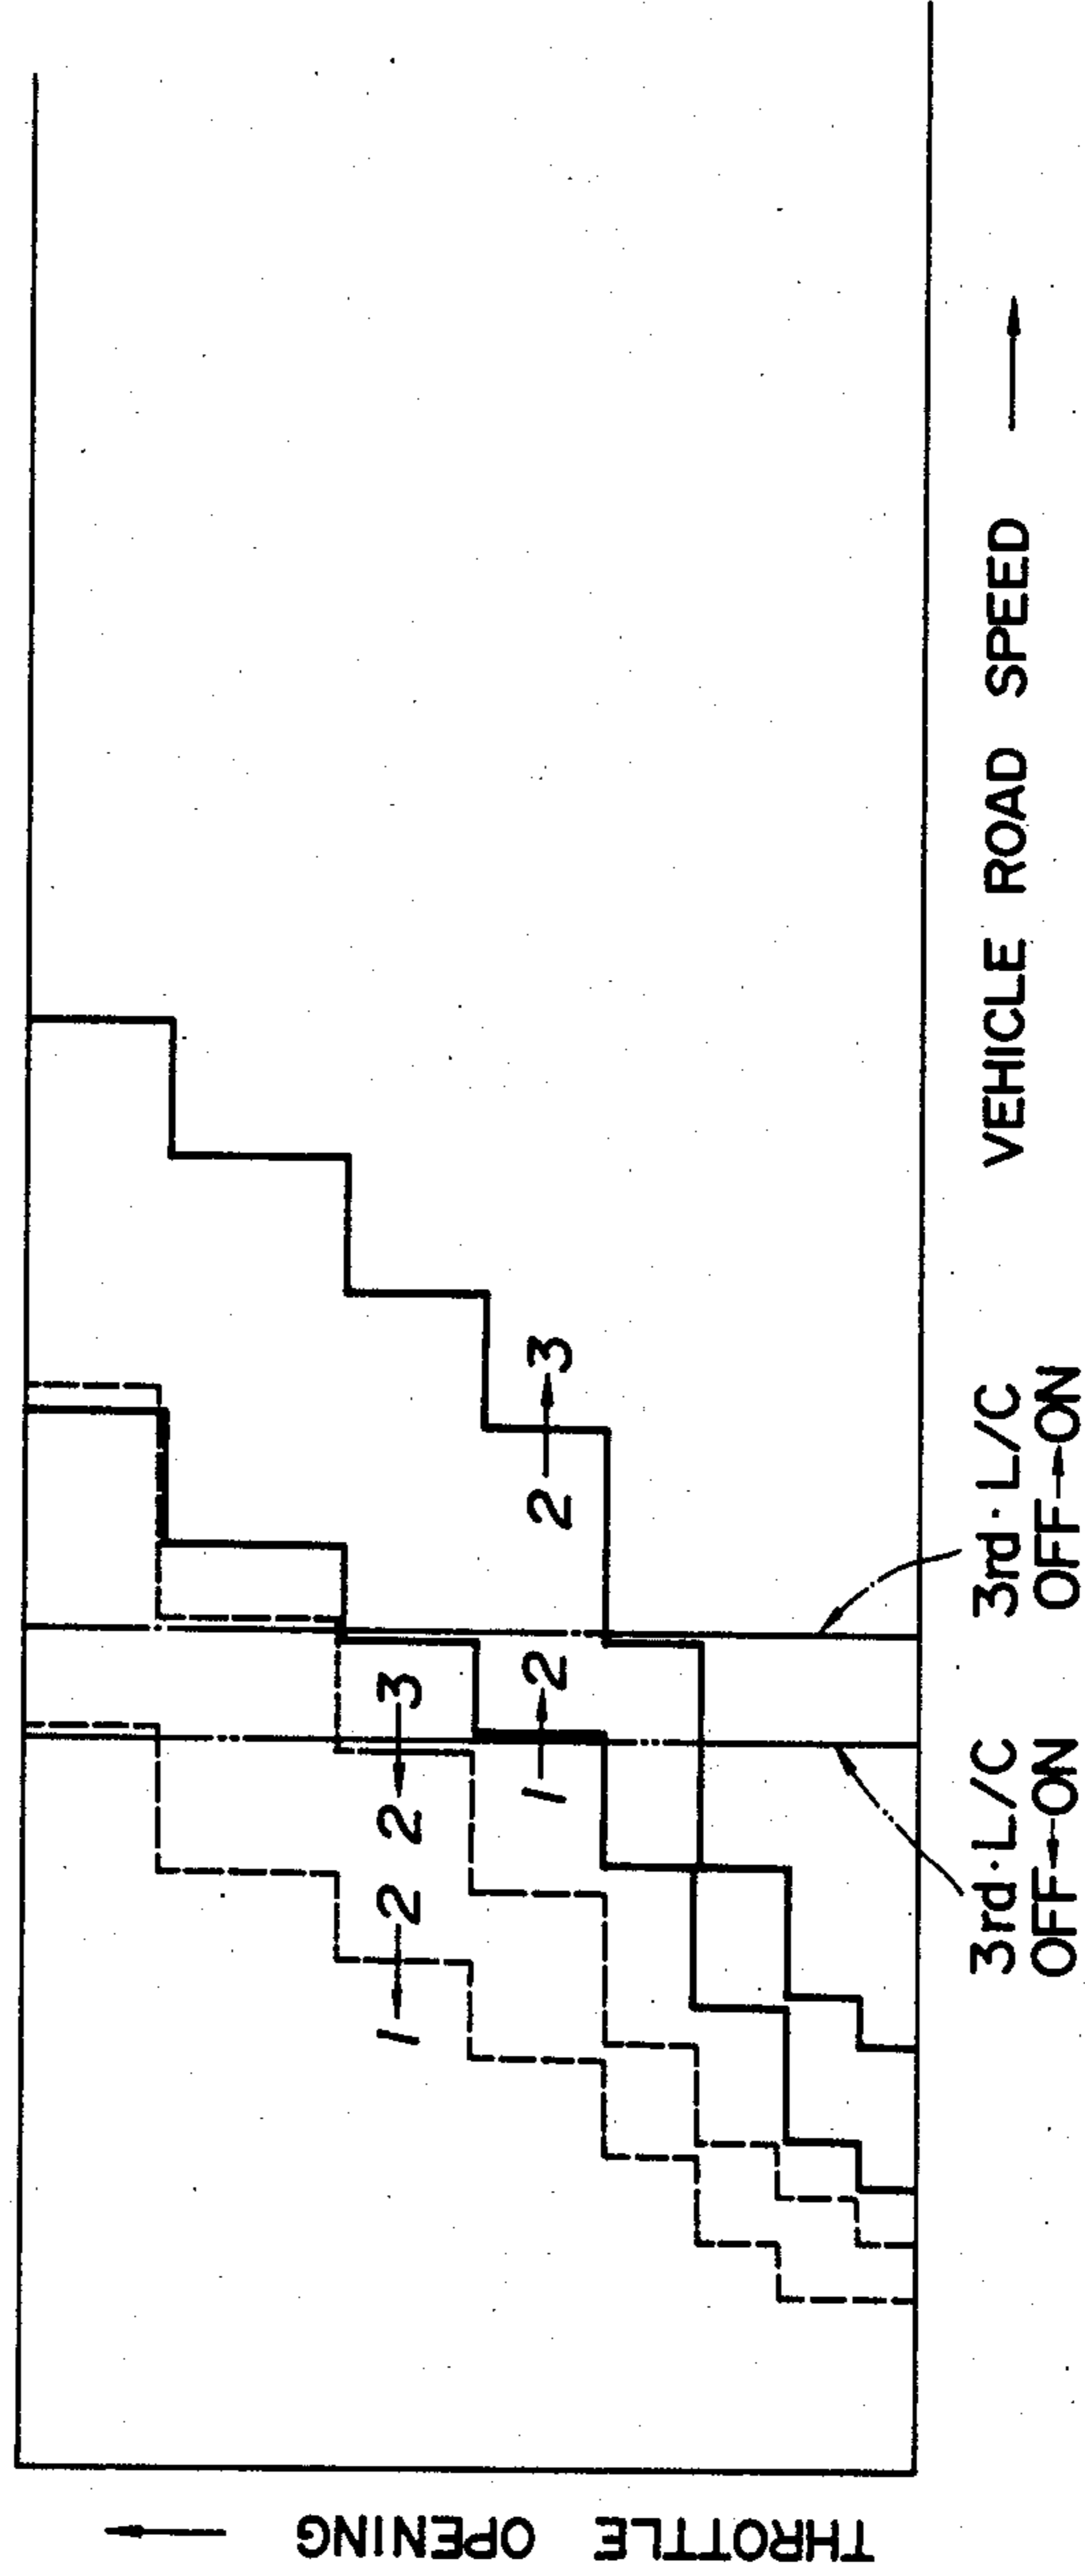 THROTTLE OPENING →
1←2
2←3
1→2
2→3
3rd·L/C
OFF←ON
3rd·L/C
OFF→ON
VEHICLE ROAD SPEED →